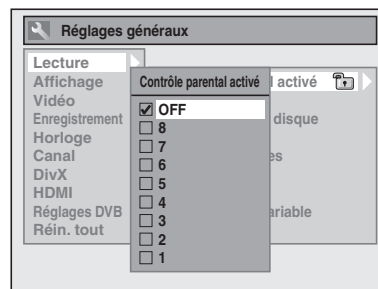 Réglages généraux
Lecture
Affichage
Vidéo
Enregistrement
Horloge
Canal
DivX
HDMI
Réglages DVB
Réin. tout
Contrôle parental activé
OFF
8
7
6
5
4
3
2
1
l activé
disque
es
ariable